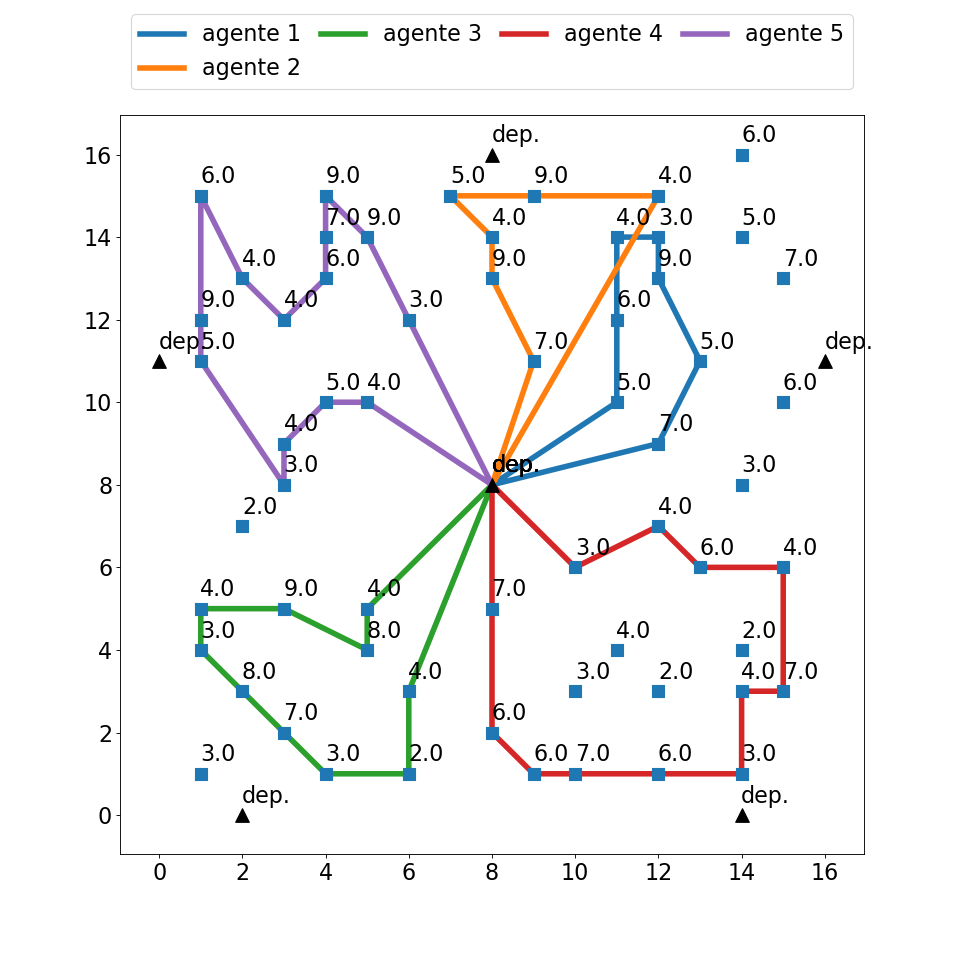 agente 1 agente 3 agente 4 agente 5
agente 2
dep. 6.0
6.0 9.0 5.0 9.0 4.0
7.0 9.0 4.0 4.0 3.0 5.0
4.0 6.0 9.0 9.0 7.0
9.0 4.0 3.0 6.0
dep. 5.0 7.0 5.0 dep.
5.0 4.0 5.0 6.0
4.0 7.0
3.0 dep. dep. 3.0
2.0 4.0
3.0 6.0 4.0
4.0 9.0 4.0 7.0
3.0 8.0 4.0 2.0
8.0 4.0 3.0 2.0 4.0 7.0
7.0 6.0
3.0 3.0 2.0 6.0 7.0 6.0 3.0
dep. dep.
16
14
12
10
8
6
4
2
0
0 2 4 6 8 10 12 14 16